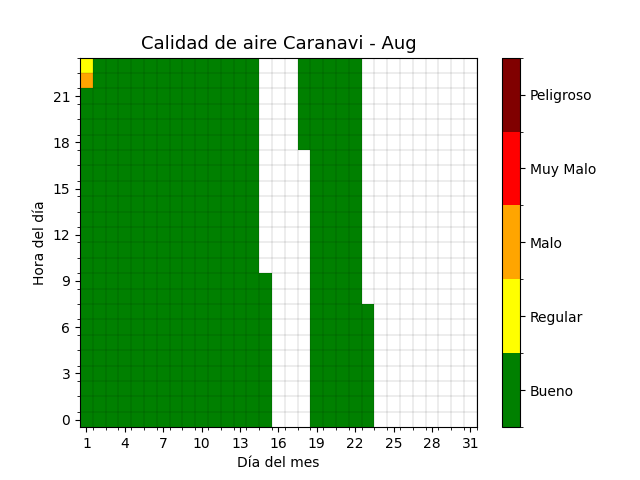 Calidad de aire Caranavi - Aug
Hora del día
21
18
15
12
9
6
3
0
1 4 7 10 13 16 19 22 25 28 31
Día del mes
Peligroso
Muy Malo
Malo
Regular
Bueno